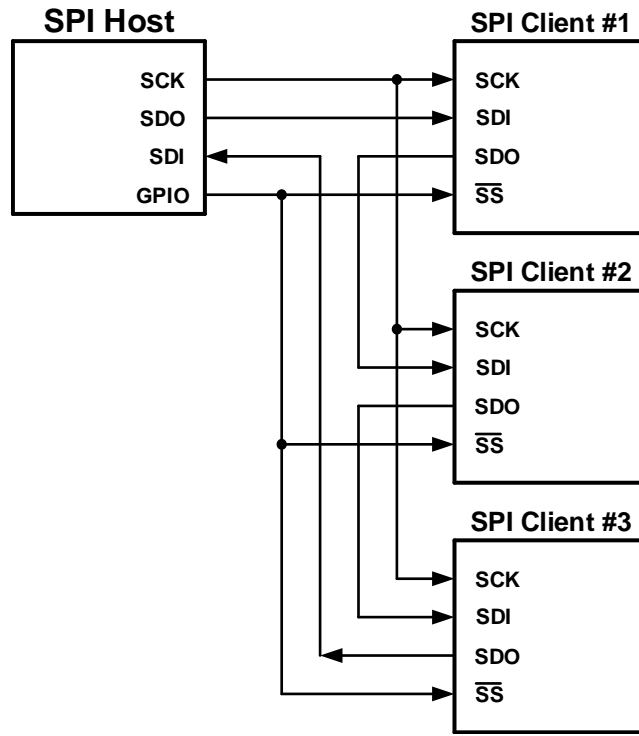 SPI Host
SCK
SDO
SDI
GPIO
SPI Client #1
SCK
SDI
SDO
SS
SPI Client #2
SCK
SDI
SDO
SS
SPI Client #3
SCK
SDI
SDO
SS